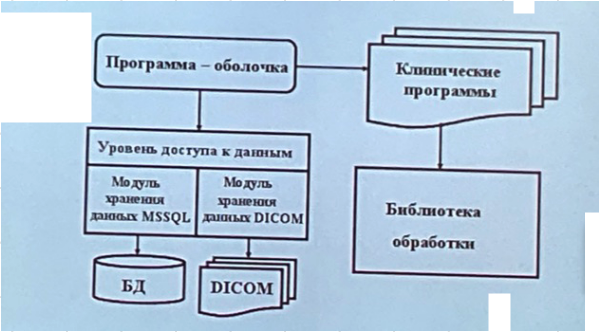 Программа – оболочка
Клинические
программы
Уровень доступа к данным
Модуль
хранения
данных MSSQL
Модуль
хранения
данных DICOM
Библиотека
обработки
БД
DICOM